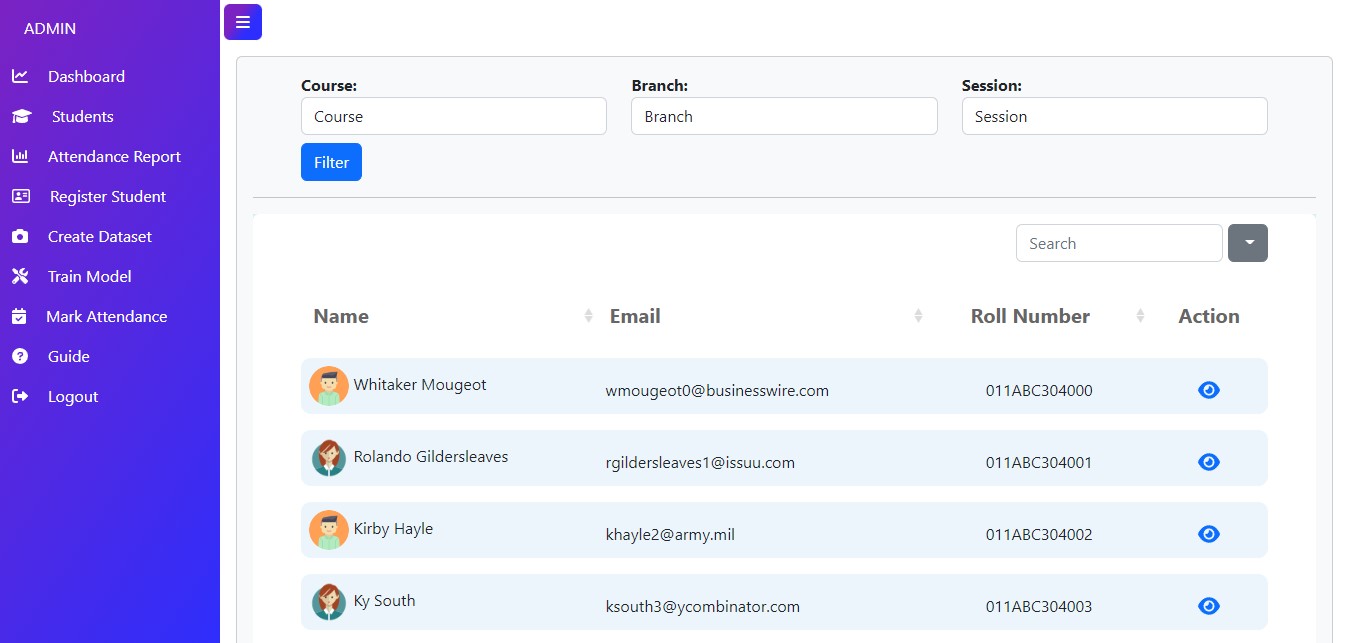 ADMIN
Dashboard
Students
Attendance Report
Register Student
Create Dataset
Train Model
Mark Attendance
Guide
Logout
Course: Branch: Session:
Course Branch Session
Filter
Search
Name Email Roll Number Action
Whitaker Mougeot wmougeot0@businesswire.com 011ABC304000
Rolando Gildersleaves rgildersleaves1@issuu.com 011ABC304001
Kirby Hayle khayle2@army.mil 011ABC304002
Ky South ksouth3@ycombinator.com 011ABC304003